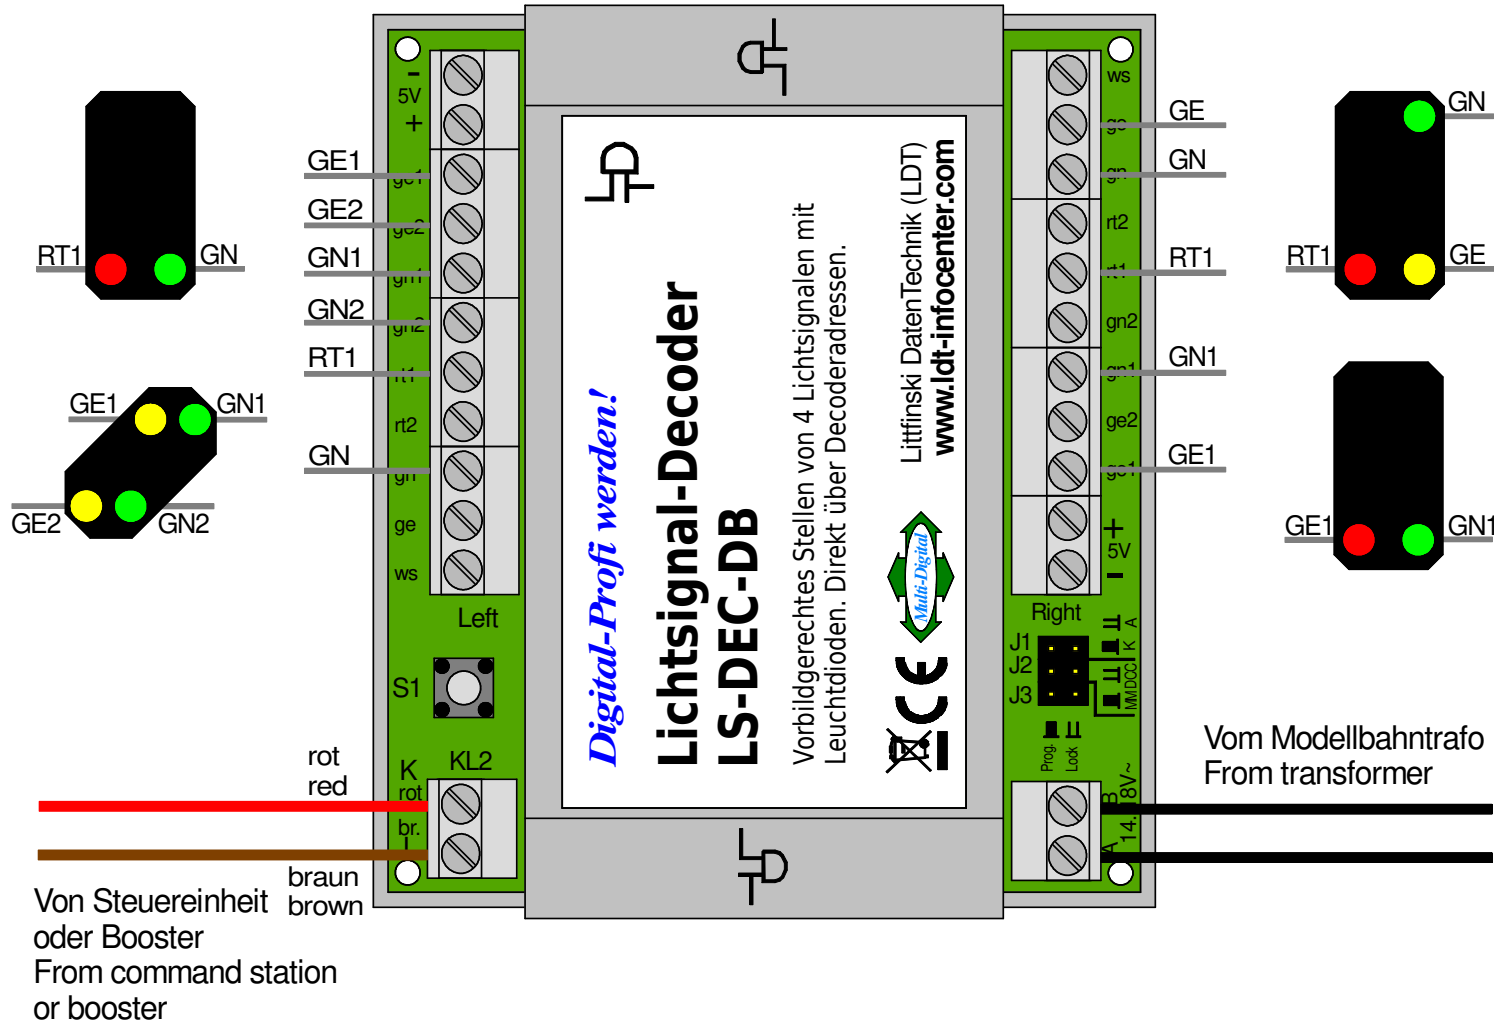 RT1
GN
GE1
GN1
GE2
GN2
GE1
GE2
GN1
GN2
RT1
GN
-
5V
+
ge1
ge2
gn1
gn2
rt1
rt2
gn
ge
ws
Left
S1
K
rot
br.
KL2
rot
red
braun
brown
Von Steuereinheit
oder Booster
From command station
or booster
Digital-Profi werden!
Lichtsignal-Decoder
LS-DEC-DB
Vorbildgerechtes Stellen von 4 Lichtsignalen mit
Leuchtdioden. Direkt über Decoderadressen.
Littfinski DatenTechnik (LDT)
www.ldt-infocenter.com
Multi-Digital
CE
ws
ge
gn
rt2
rt1
gn2
gn1
ge2
ge1
+
5V
-
Right
J1
J2
J3
A
K
DCC
MM
Prog.
Lock
B
A
14..18V~
GE
GN
RT1
GN1
GE1
GN
RT1
GE
GE1
GN1
Vom Modellbahntrafo
From transformer